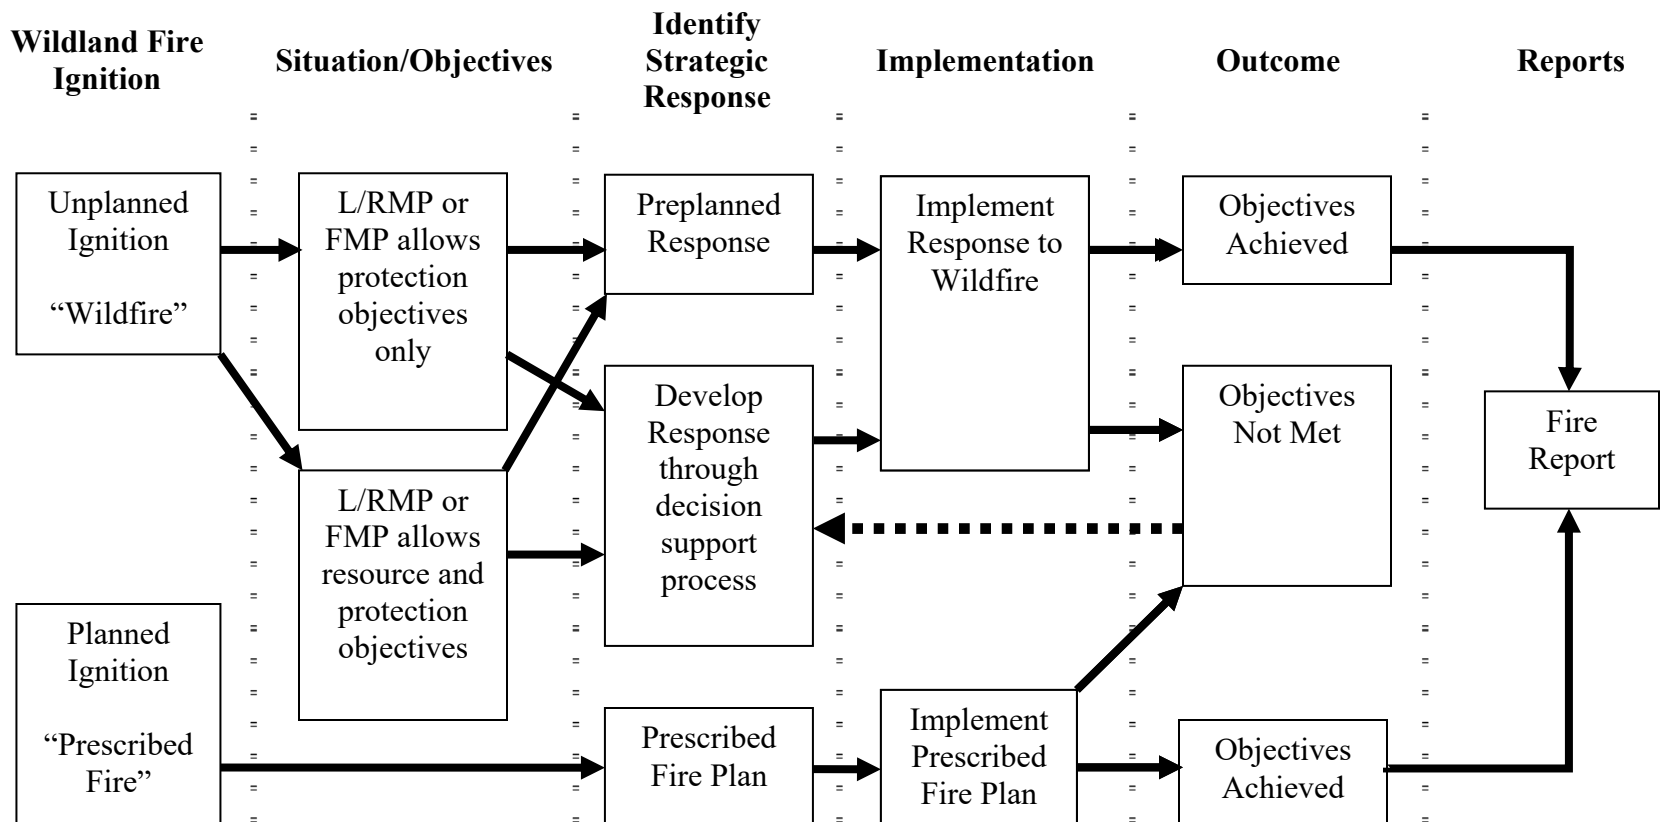 Wildland Fire
Ignition
Situation/Objectives
Identify
Strategic
Response
Implementation
Outcome
Reports
Unplanned
Ignition
“Wildfire”
L/RMP or
FMP allows
protection
objectives
only
Preplanned
Response
Implement
Response to
Wildfire
Objectives
Achieved
Develop
Response
through
decision
support
process
Objectives
Not Met
Fire
Report
L/RMP or
FMP allows
resource and
protection
objectives
Planned
Ignition
“Prescribed
Fire”
Prescribed
Fire Plan
Implement
Prescribed
Fire Plan
Objectives
Achieved